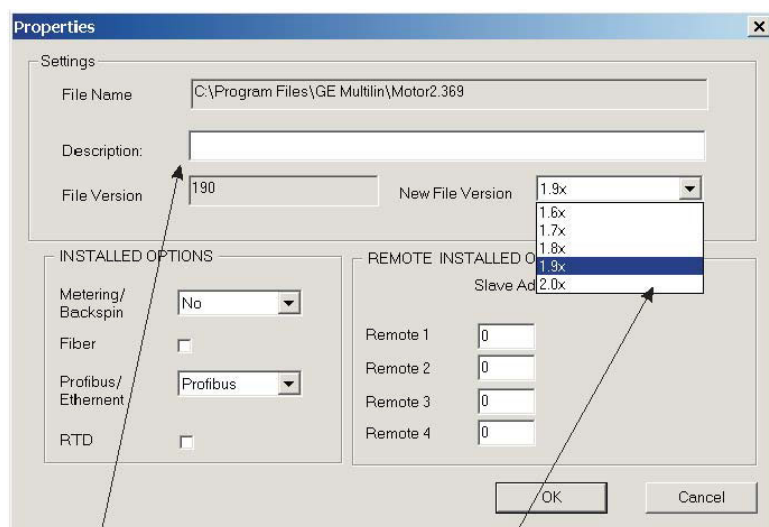 Properties
Settings
File Name
C:\Program Files\GE Multilin\Motor2.369
Description:
File Version
190
New File Version
1.9x
1.6x
1.7x
1.8x
1.9x
2.0x
INSTALLED OPTIONS
Metering/
Backspin
No
Fiber
Profibus/
Ethernent
Profibus
RTD
REMOTE INSTALLED O
Slave Ad
Remote 1
0
Remote 2
0
Remote 3
0
Remote 4
0
OK
Cancel